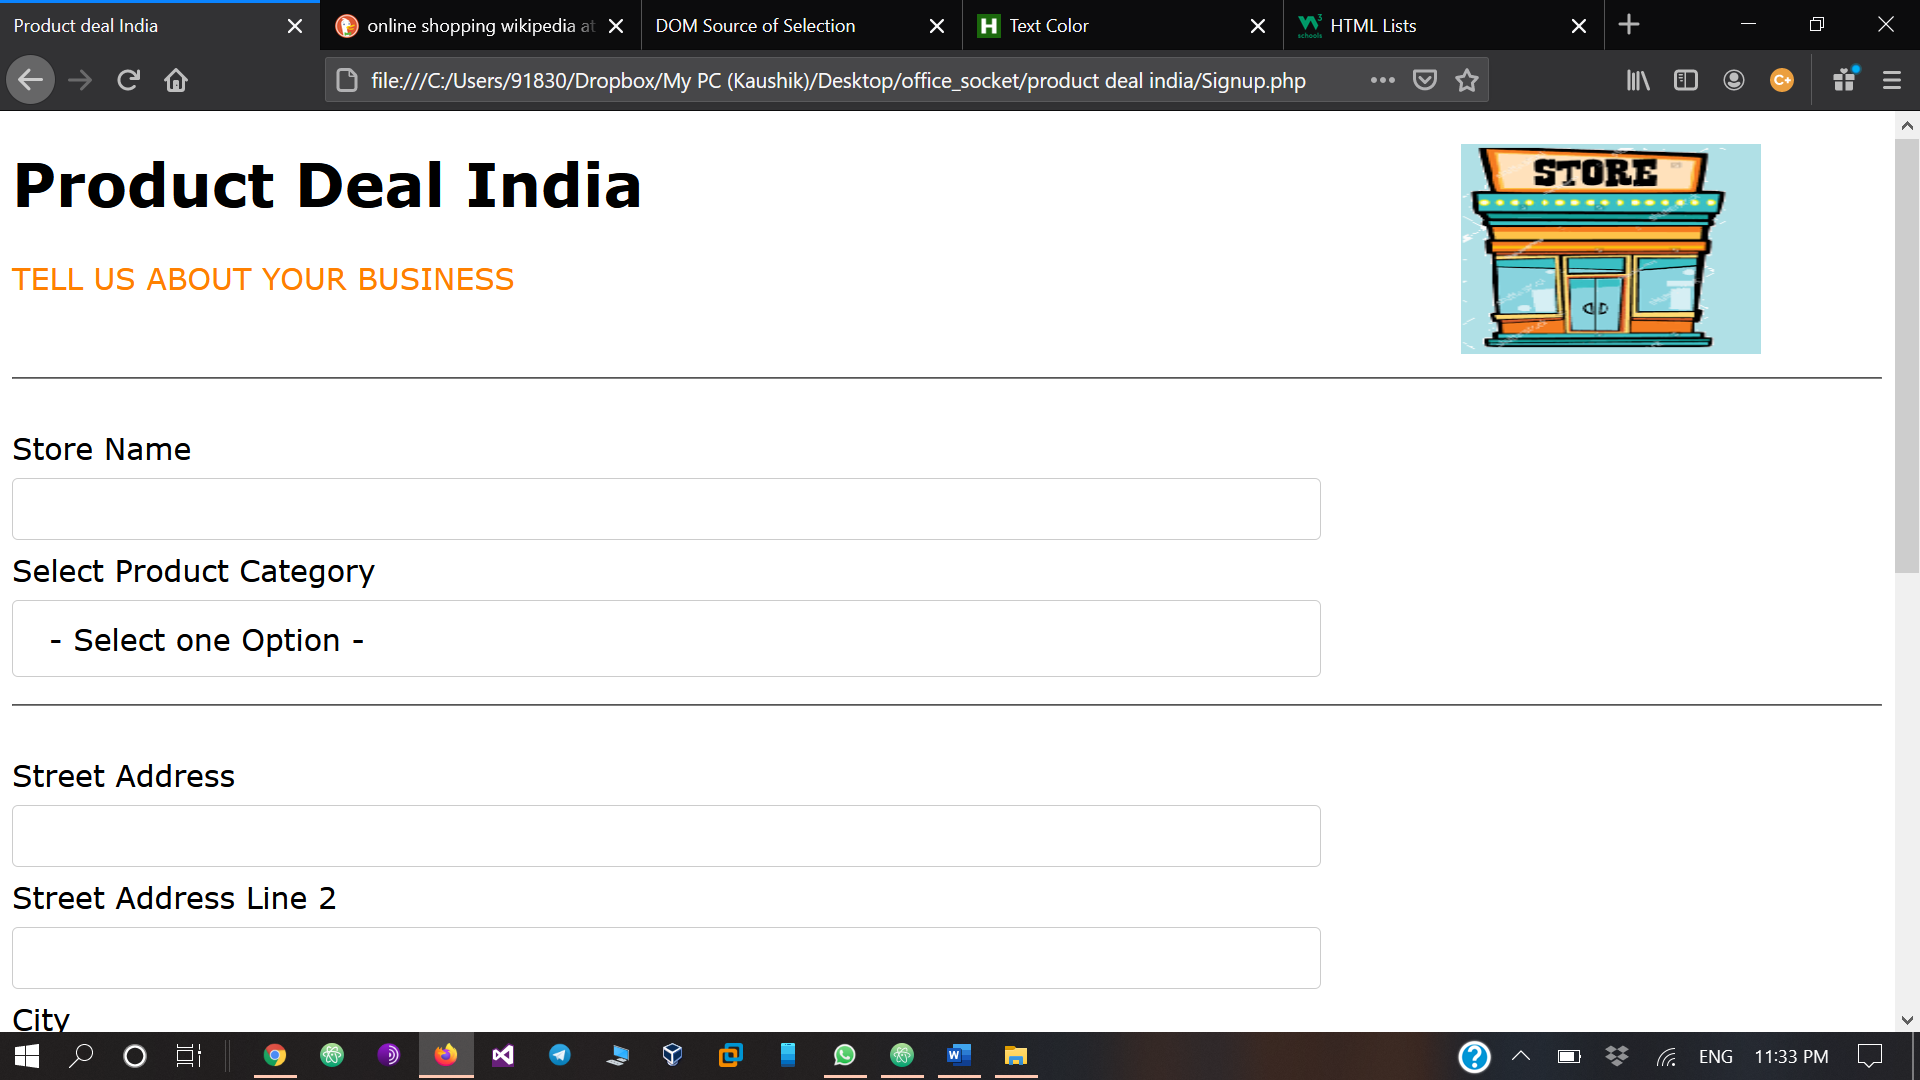 Product deal India
online shopping wikipedia at
DOM Source of Selection
Text Color
HTML Lists
file:///C:/Users/91830/Dropbox/My PC (Kaushik)/Desktop/office_socket/product deal india/Signup.php
Product Deal India
STORE
TELL US ABOUT YOUR BUSINESS
Store Name
Select Product Category
- Select one Option -
Street Address
Street Address Line 2
City
ENG
11:33 PM